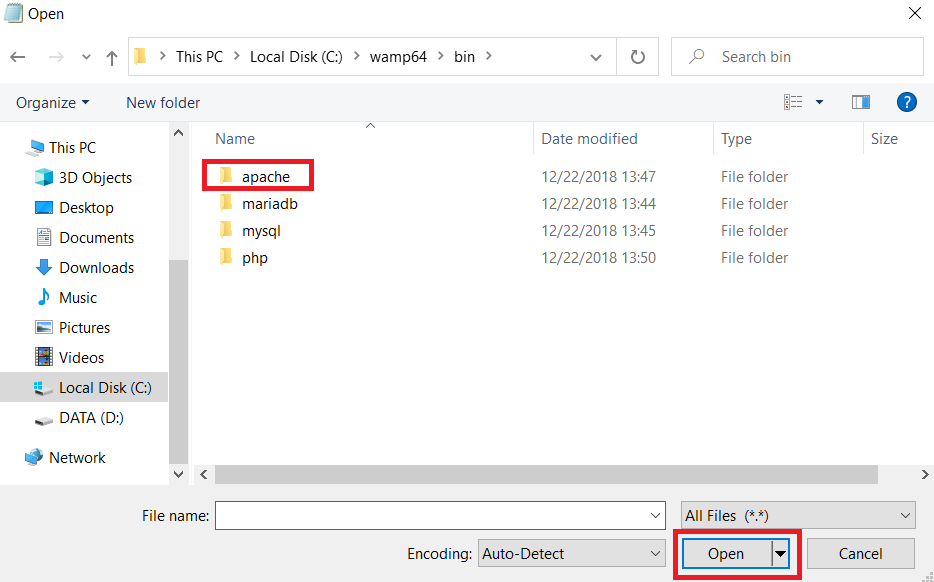 Open
This PC Local Disk (C:) wamp64 bin
Search bin
Organize New folder
?
Name Date modified Type Size
This PC
3D Objects
Desktop
Documents
Downloads
Music
Pictures
Videos
Local Disk (C:)
DATA (D:)
Network
apache 12/22/2018 13:47 File folder
mariadb 12/22/2018 13:44 File folder
mysql 12/22/2018 13:45 File folder
php 12/22/2018 13:50 File folder
File name:
All Files (*.*)
Encoding: Auto-Detect
Open Cancel